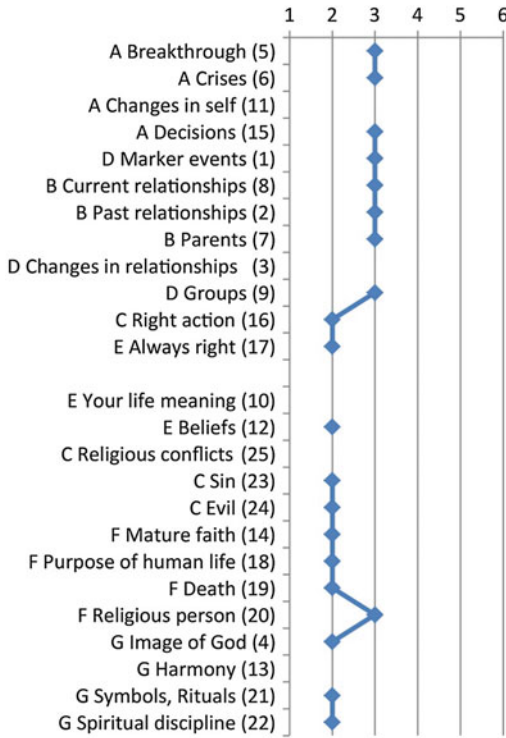 1 2 3 4 5 6
A Breakthrough (5)
A Crises (6)
A Changes in self (11)
A Decisions (15)
D Marker events (1)
B Current relationships (8)
B Past relationships (2)
B Parents (7)
D Changes in relationships (3)
D Groups (9)
C Right action (16)
E Always right (17)
E Your life meaning (10)
E Beliefs (12)
C Religious conflicts (25)
C Sin (23)
C Evil (24)
F Mature faith (14)
F Purpose of human life (18)
F Death (19)
F Religious person (20)
G Image of God (4)
G Harmony (13)
G Symbols, Rituals (21)
G Spiritual discipline (22)